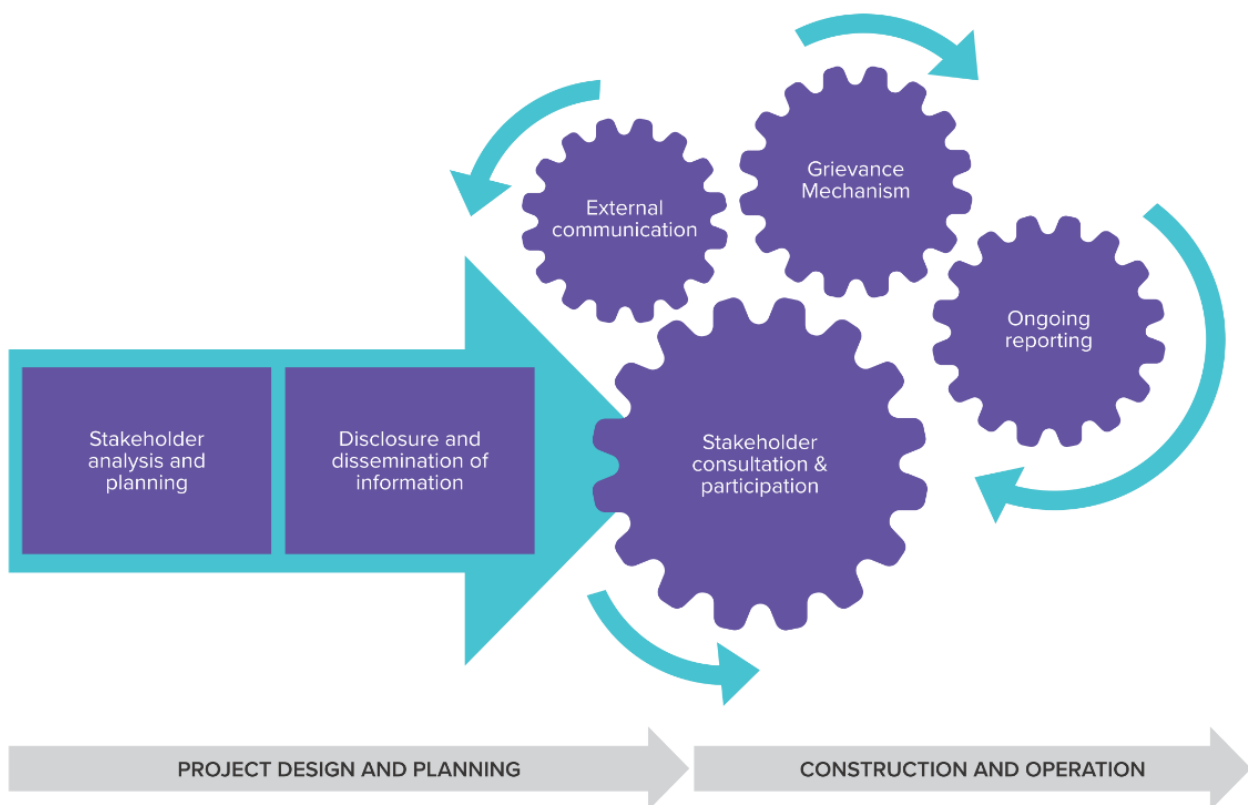 External
communication
Grievance
Mechanism
Ongoing
reporting
Stakeholder
analysis and
planning
Disclosure and
dissemination of
information
Stakeholder
consultation &
participation
PROJECT DESIGN AND PLANNING
CONSTRUCTION AND OPERATION